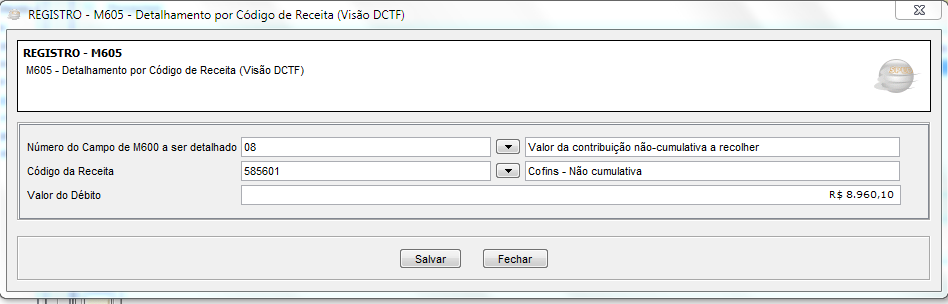 REGISTRO - M605 - Detalhamento por Código de Receita (Visão DCTF)
REGISTRO - M605
M605 - Detalhamento por Código de Receita (Visão DCTF)
Número do Campo de M600 a ser detalhado 08 Valor da contribuição não-cumulativa a recolher
Código da Receita 585601 Cofins - Não cumulativa
Valor do Débito R$ 8.960,10
Salvar Fechar